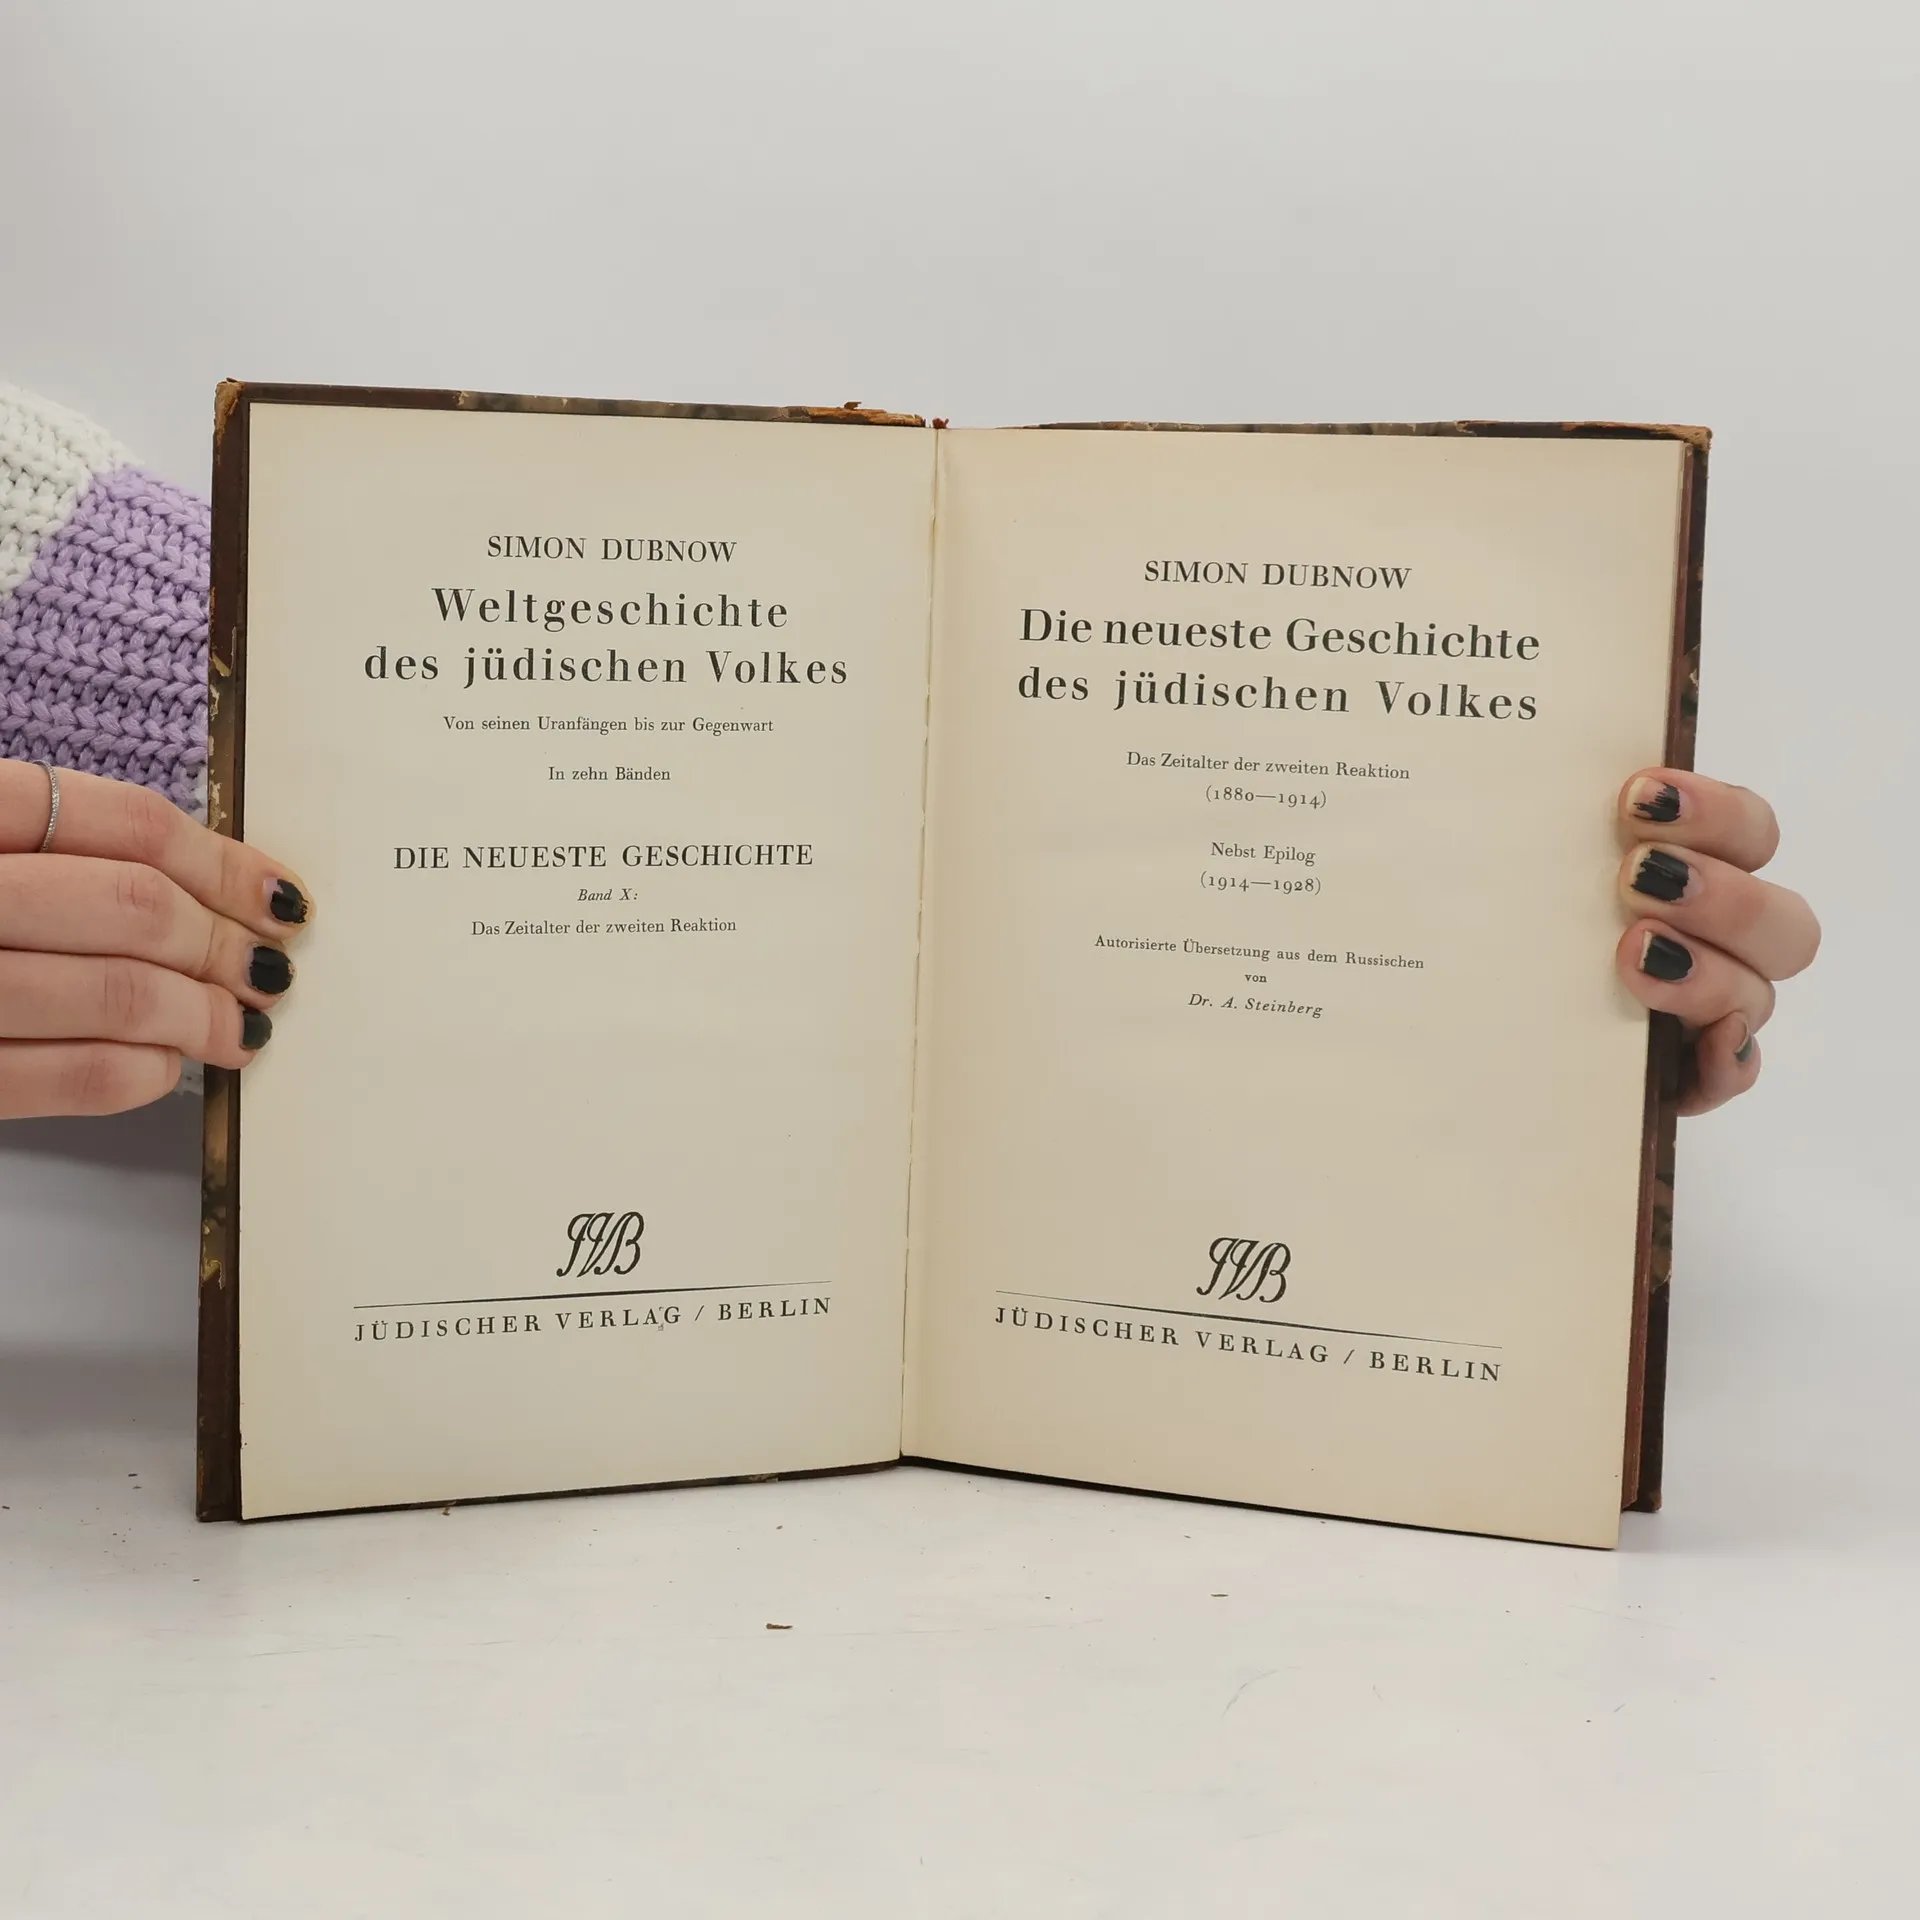 SIMON DUBNOW
Weltgeschichte
des jüdischen Volkes
Von seinen Uranfängen bis zur Gegenwart
In zehn Bänden
DIE NEUESTE GESCHICHTE
Band X:
Das Zeitalter der zweiten Reaktion
JVB
JÜDISCHER VERLAG / BERLIN
SIMON DUBNOW
Die neueste Geschichte
des jüdischen Volkes
Das Zeitalter der zweiten Reaktion
(1880—1914)
Nebst Epilog
(1914—1928)
Autorisierte Übersetzung aus dem Russischen
von
Dr. A. Steinberg
JVB
JÜDISCHER VERLAG / BERLIN